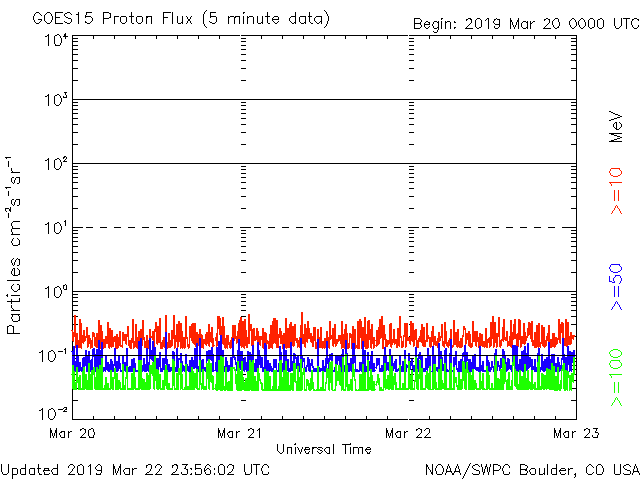 GOES15 Proton Flux (5 minute data)
Begin: 2019 Mar 20 0000 UTC
Particles cm⁻²s⁻¹sr⁻¹
10⁴
10³
10²
10¹
10⁰
10⁻¹
10⁻²
MeV
>=10
>=50
>=100
Mar 20
Mar 21
Mar 22
Mar 23
Universal Time
Updated 2019 Mar 22 23:56:02 UTC
NOAA/SWPC Boulder, CO USA